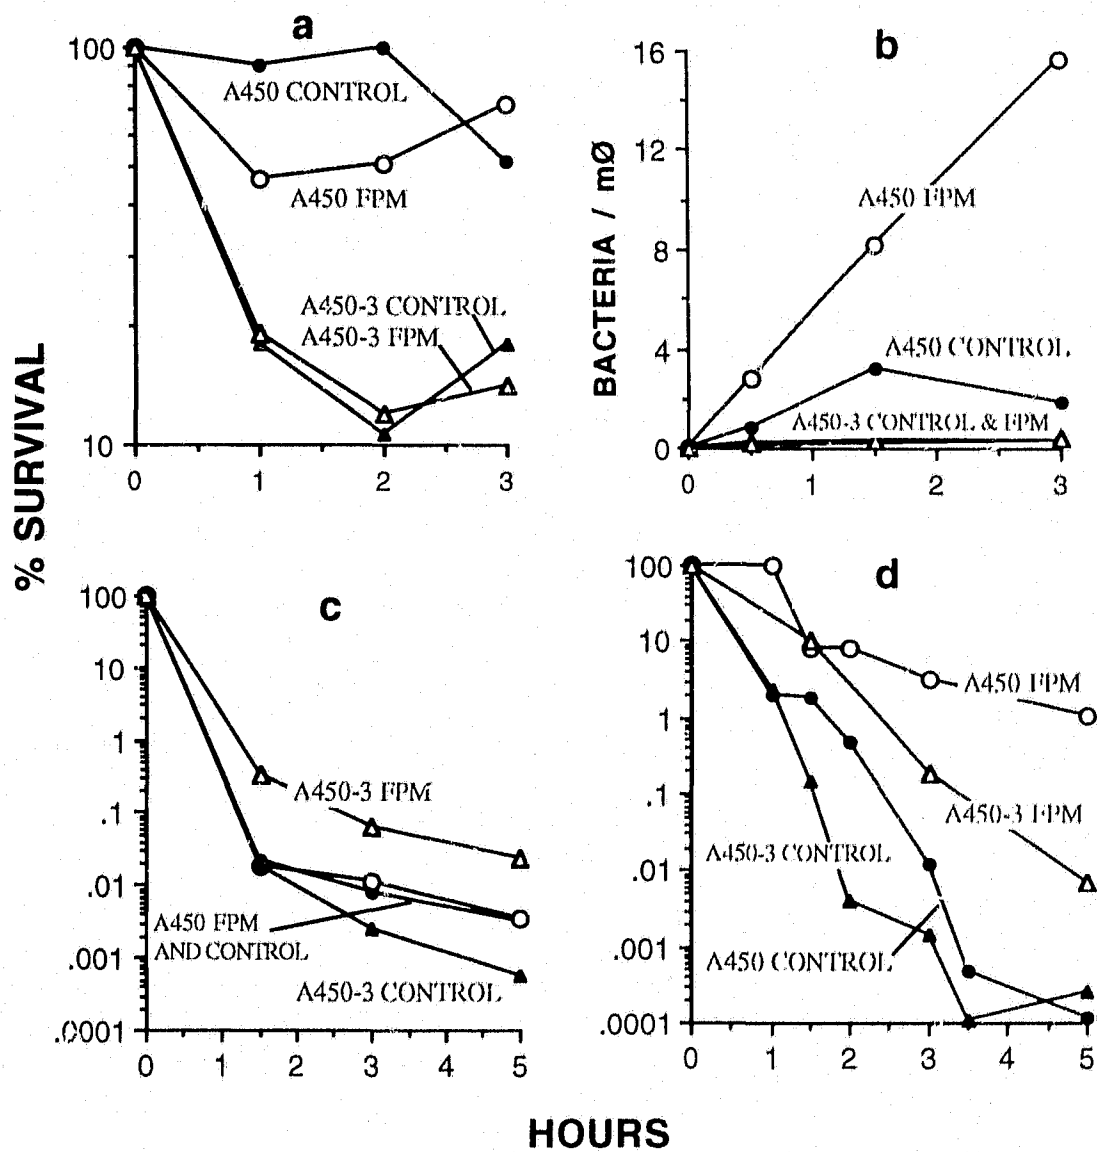 a
100
10
0
1
2
3
A450 CONTROL
A450 FPM
A450-3 CONTROL
A450-3 FPM
b
16
12
8
4
0
0
1
2
3
BACTERIA / mØ
A450 FPM
A450 CONTROL
A450-3 CONTROL & FPM
% SURVIVAL
c
100
10
1
.1
.01
.001
.0001
0
1
2
3
4
5
A450-3 FPM
A450 FPM
AND CONTROL
A450-3 CONTROL
d
100
10
1
.1
.01
.001
.0001
0
1
2
3
4
5
A450 FPM
A450-3 FPM
A450-3 CONTROL
A450 CONTROL
HOURS